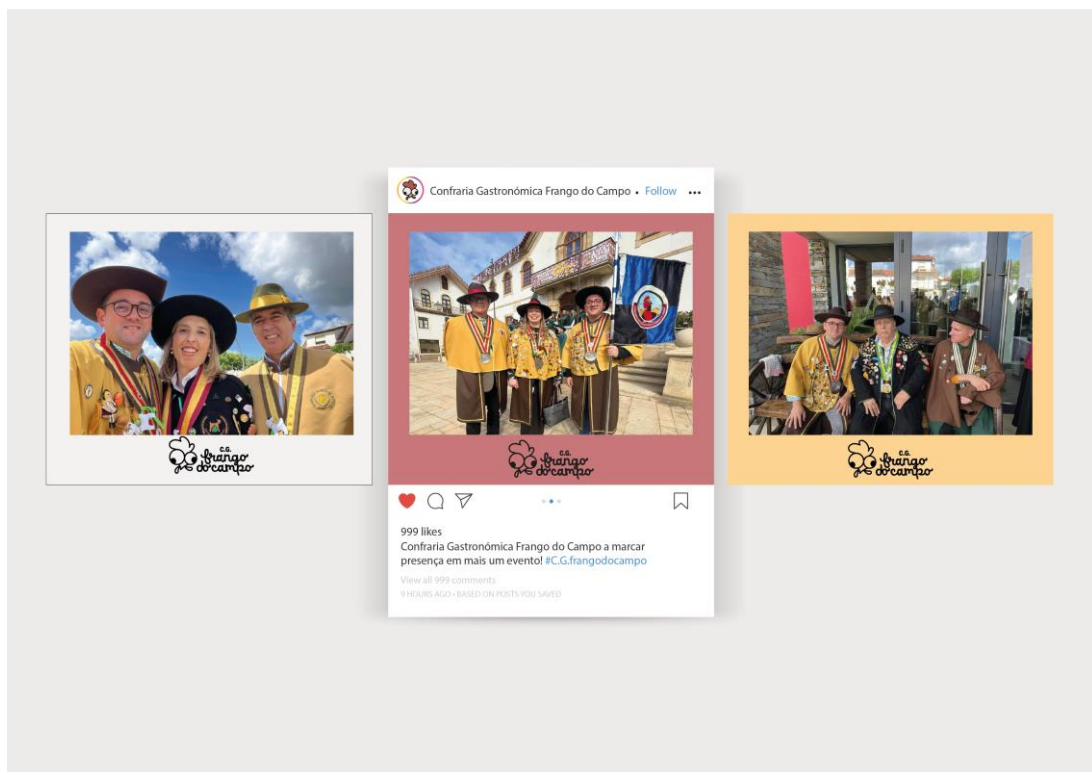 Confraria Gastronómica Frango do Campo • Follow •••
C.G.
frango
do campo
C.G.
frango
do campo
C.G.
frango
do campo
999 likes
Confraria Gastronómica Frango do Campo a marcar
presença em mais um evento! #C.G.frangodocampo
View all 999 comments
9 HOURS AGO • BASED ON POSTS YOU SAVED